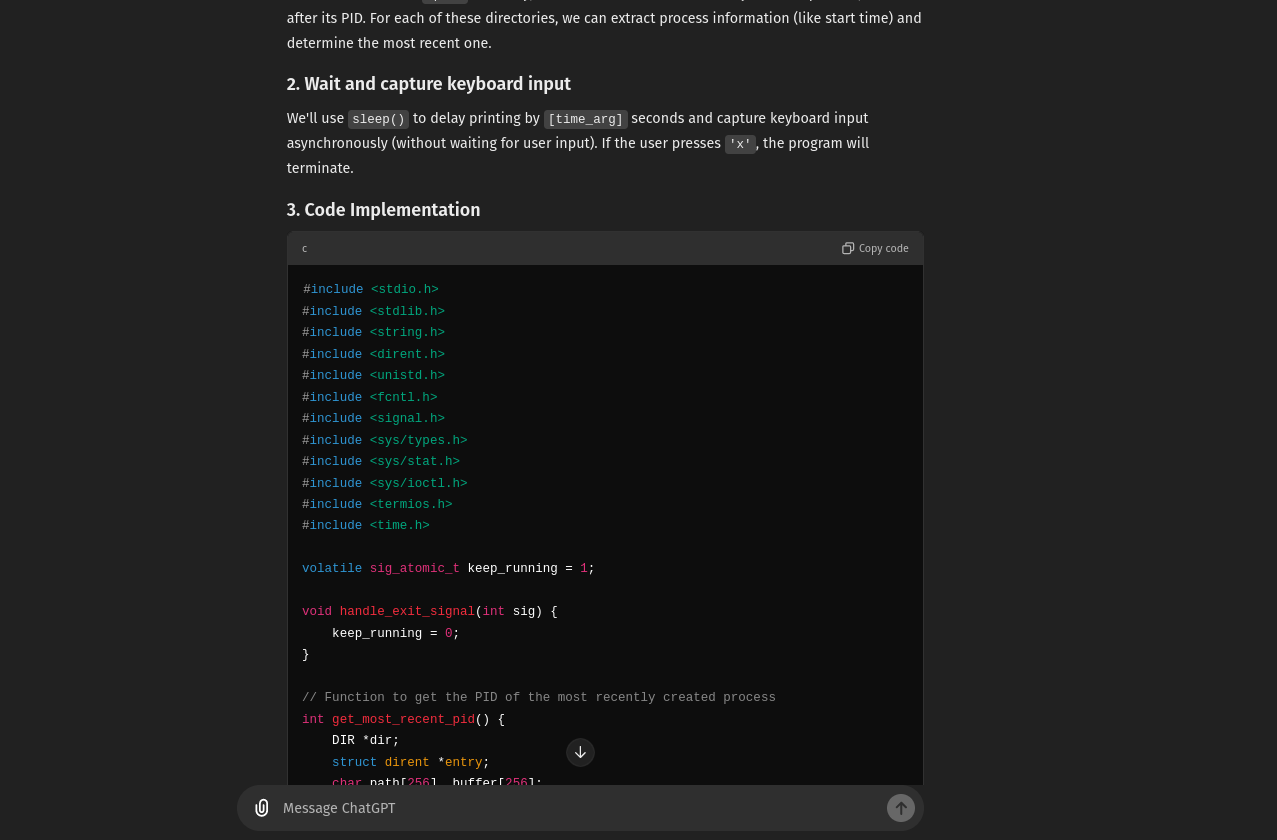 after its PID. For each of these directories, we can extract process information (like start time) and
determine the most recent one.
2. Wait and capture keyboard input
We'll use sleep() to delay printing by [time_arg] seconds and capture keyboard input
asynchronously (without waiting for user input). If the user presses 'x', the program will
terminate.
3. Code Implementation
c Copy code
#include <stdio.h>
#include <stdlib.h>
#include <string.h>
#include <dirent.h>
#include <unistd.h>
#include <fcntl.h>
#include <signal.h>
#include <sys/types.h>
#include <sys/stat.h>
#include <sys/ioctl.h>
#include <termios.h>
#include <time.h>
volatile sig_atomic_t keep_running = 1;
void handle_exit_signal(int sig) {
    keep_running = 0;
}
// Function to get the PID of the most recently created process
int get_most_recent_pid() {
    DIR *dir;
    struct dirent *entry;
    char path[256], buffer[256];
Message ChatGPT